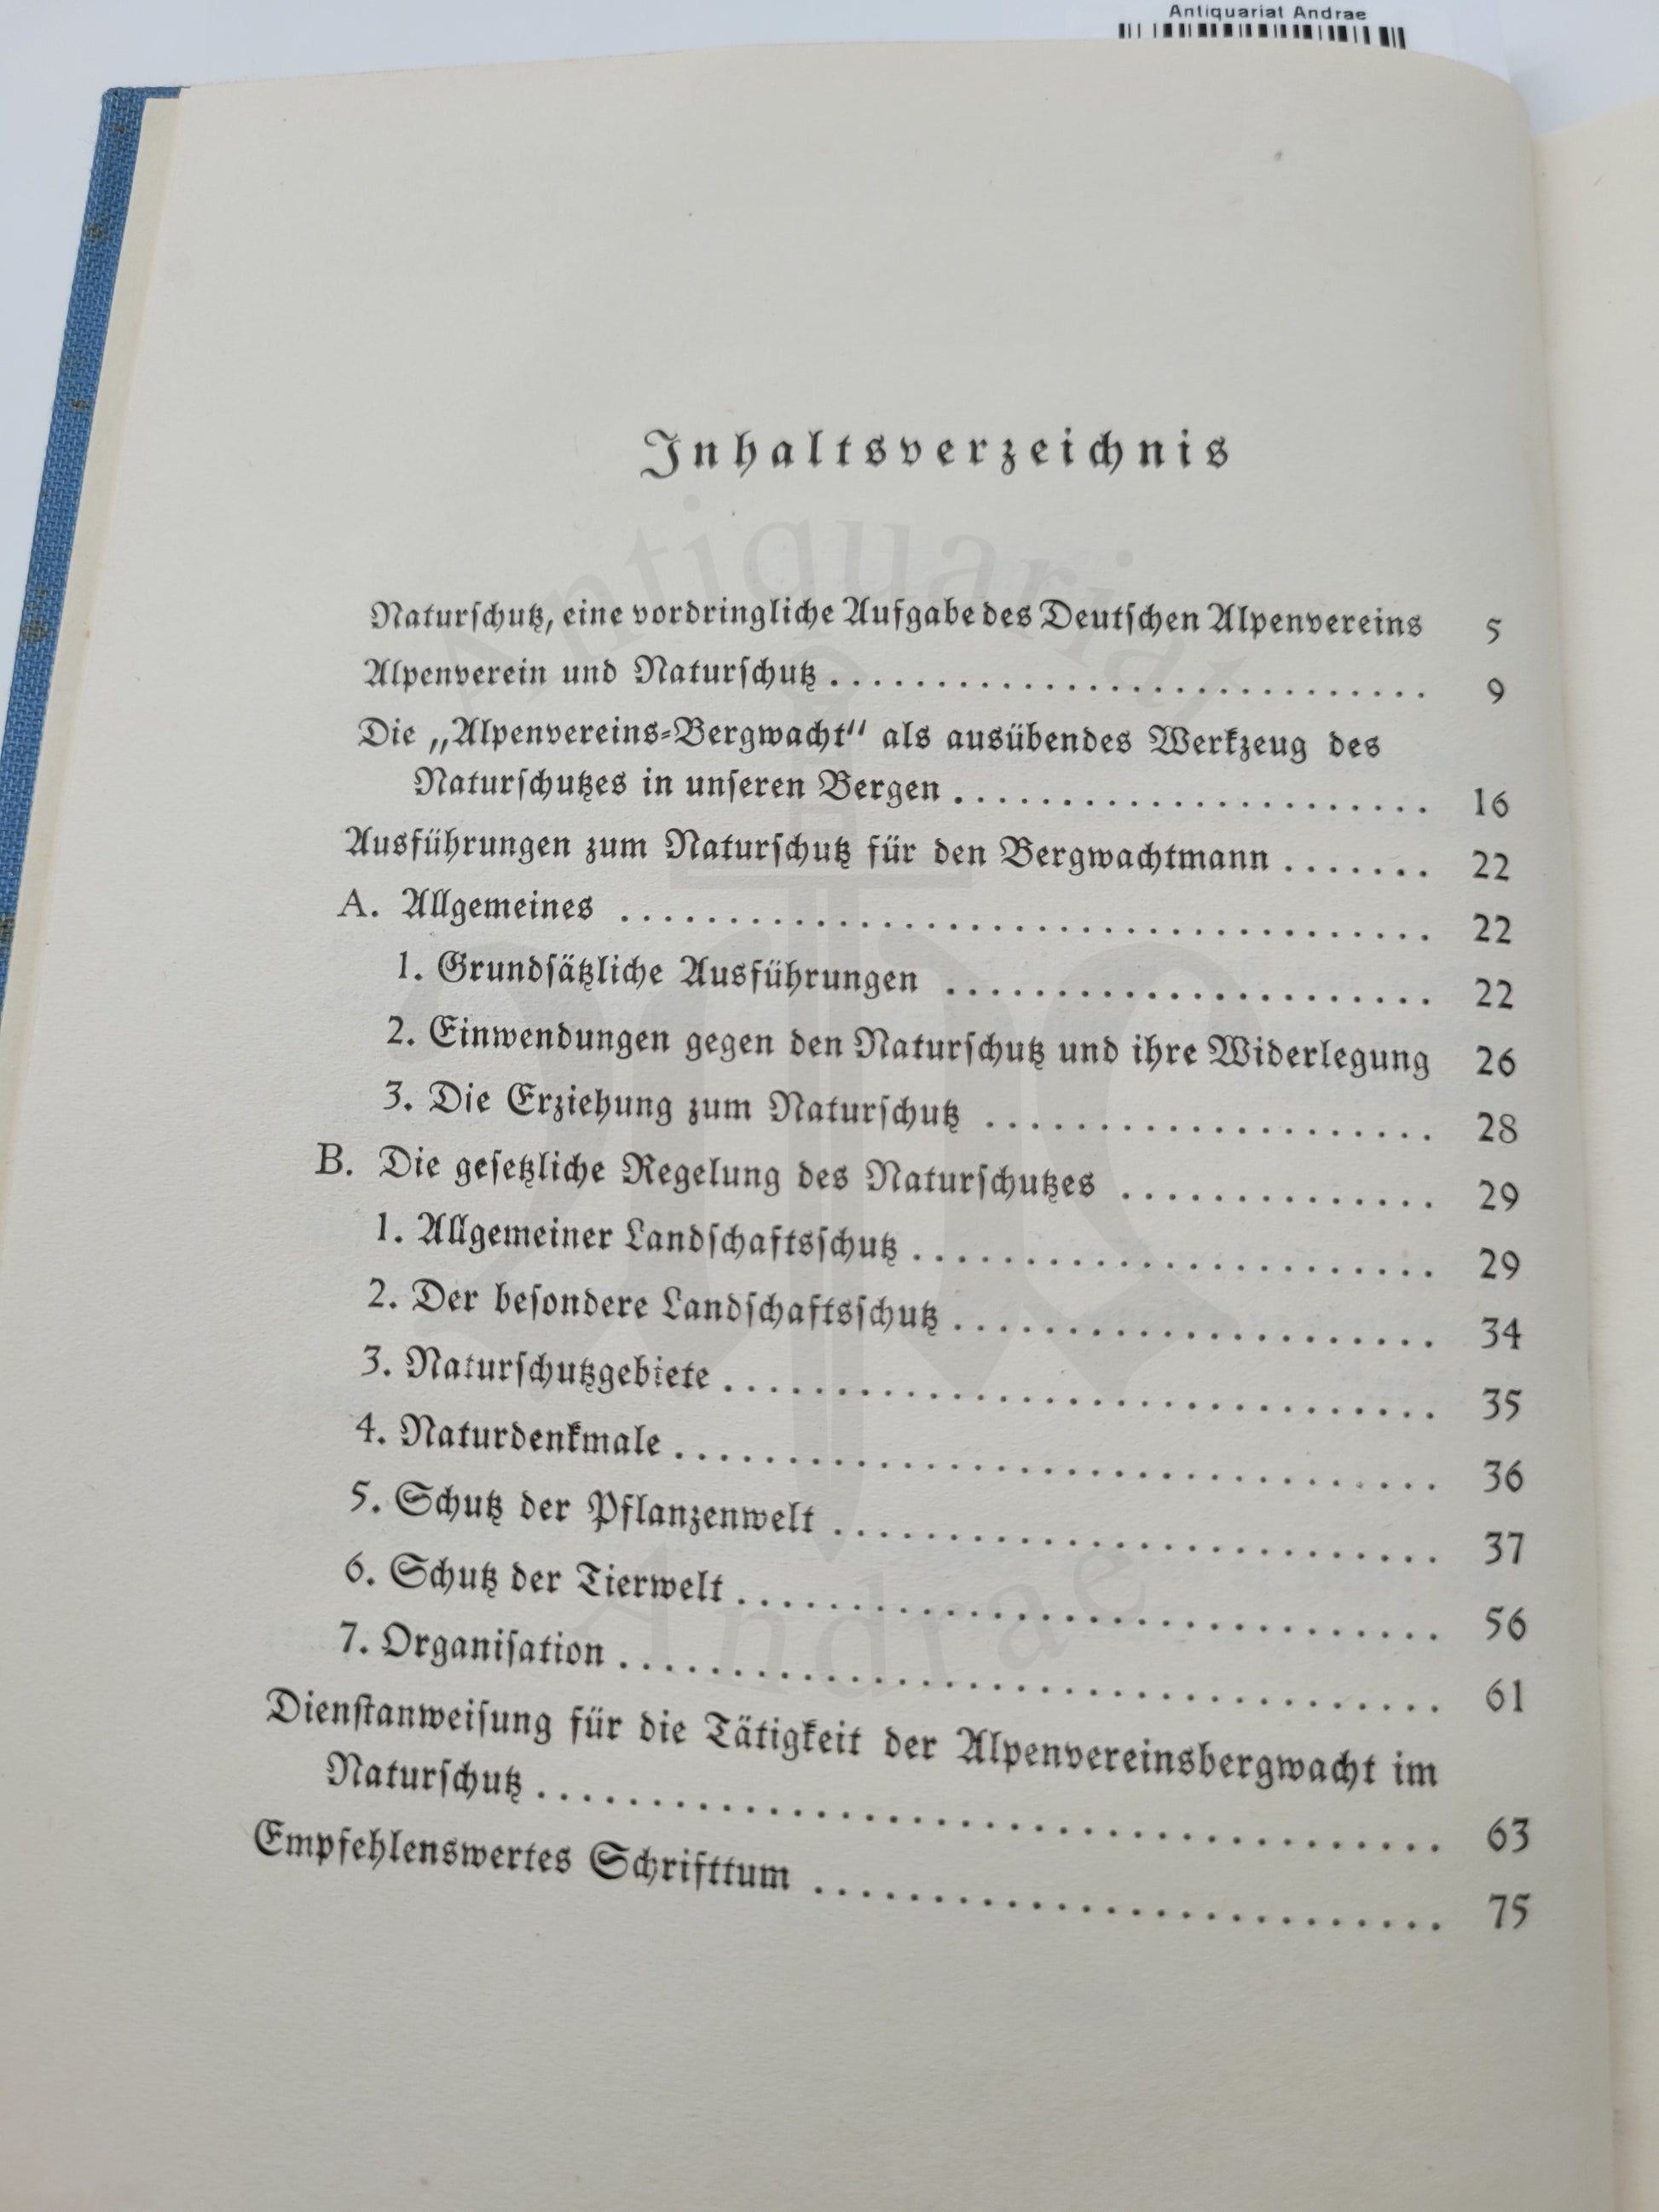 Antiquariat Andrae
Inhaltsverzeichnis
Naturſchutz, eine vordringliche Aufgabe des Deutſchen Alpenvereins 5
Alpenverein und Naturſchutz . . . . . . . . . . . . . . . . . . . . . . . 9
Die „Alpenvereins-Bergwacht“ als ausübendes Werkzeug des
Naturſchutzes in unſeren Bergen . . . . . . . . . . . . . . . . . . 16
Ausführungen zum Naturſchutz für den Bergwachtmann . . . . . . . 22
A. Allgemeines . . . . . . . . . . . . . . . . . . . . . . . . . . . . . . 22
1. Grundſätzliche Ausführungen . . . . . . . . . . . . . . . . . . 22
2. Einwendungen gegen den Naturſchutz und ihre Widerlegung 26
3. Die Erziehung zum Naturſchutz . . . . . . . . . . . . . . . . . 28
B. Die geſetzliche Regelung des Naturſchutzes . . . . . . . . . . . . . . 29
1. Allgemeiner Landſchaftsſchutz . . . . . . . . . . . . . . . . . . . 29
2. Der beſondere Landſchaftsſchutz . . . . . . . . . . . . . . . . . . 34
3. Naturſchutzgebiete . . . . . . . . . . . . . . . . . . . . . . . . . . 35
4. Naturdenkmale . . . . . . . . . . . . . . . . . . . . . . . . . . . . 36
5. Schutz der Pflanzenwelt . . . . . . . . . . . . . . . . . . . . . . 37
6. Schutz der Tierwelt . . . . . . . . . . . . . . . . . . . . . . . . . 56
7. Organiſation . . . . . . . . . . . . . . . . . . . . . . . . . . . . . 61
Dienſtanweiſung für die Tätigkeit der Alpenvereinsbergwacht im
Naturſchutz . . . . . . . . . . . . . . . . . . . . . . . . . . . . . . . 63
Empfehlenswertes Schrifttum . . . . . . . . . . . . . . . . . . . . . . 75
Antiquariat
Andrae